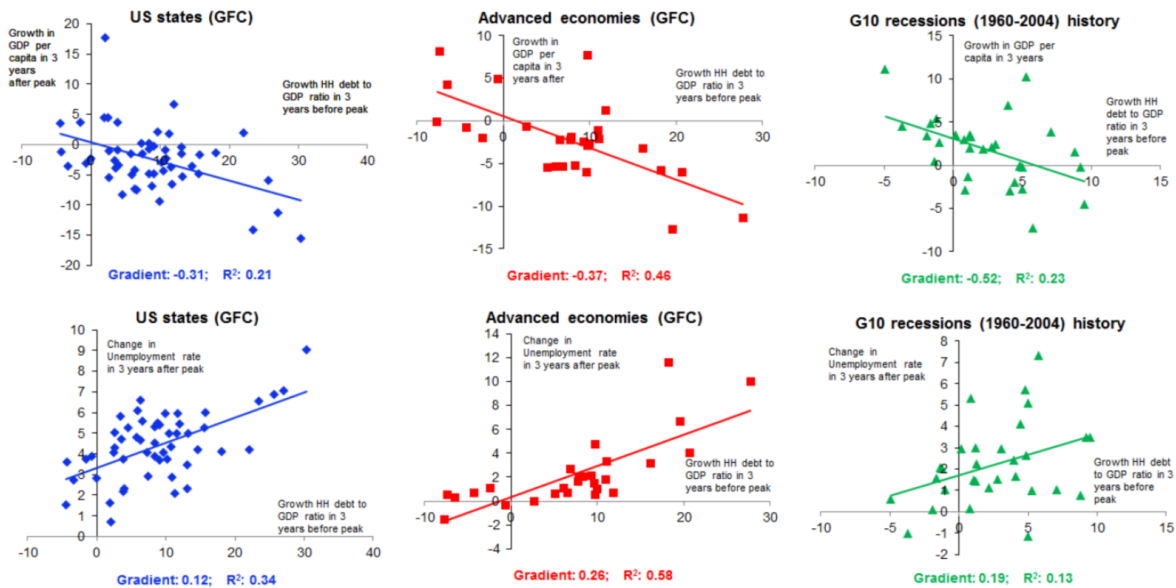 US states (GFC)
Growth in
GDP per
capita in 3
years
after peak
Growth HH debt to
GDP ratio in 3
years before peak
20
15
10
5
0
-5
-10
-15
-20
-10
0
10
20
30
40
Gradient: -0.31; R²: 0.21
Advanced economies (GFC)
Growth in GDP per
capita in 3
years after
Growth HH debt to
GDP ratio in 3
years before peak
10
5
0
-5
-10
-15
-10
0
10
20
30
Gradient: -0.37; R²: 0.46
G10 recessions (1960-2004) history
Growth in GDP per
capita in 3 years
Growth HH
debt to GDP
ratio in 3
years before
peak
15
10
5
0
-5
-10
-10
-5
0
5
10
15
Gradient: -0.52; R²: 0.23
US states (GFC)
Change in
Unemployment rate
in 3 years after peak
Growth HH debt to
GDP ratio in 3
years before peak
10
9
8
7
6
5
4
3
2
1
0
-10
0
10
20
30
40
Gradient: 0.12; R²: 0.34
Advanced economies (GFC)
Change in
Unemployment rate
in 3 years after peak
Growth HH debt to
GDP ratio in 3
years before peak
14
12
10
8
6
4
2
0
-2
-4
-10
0
10
20
30
Gradient: 0.26; R²: 0.58
G10 recessions (1960-2004) history
Change in
Unemployment rate
in 3 years after peak
Growth HH debt
to GDP ratio in 3
years before
peak
8
7
6
5
4
3
2
1
0
-1
-2
-10
-5
0
5
10
15
Gradient: 0.19; R²: 0.13